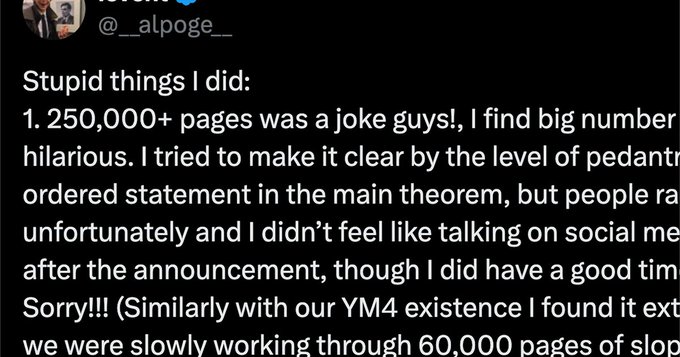 @__alpoge__
Stupid things I did:
1. 250,000+ pages was a joke guys!, I find big number
hilarious. I tried to make it clear by the level of pedantr
ordered statement in the main theorem, but people ra
unfortunately and I didn’t feel like talking on social me
after the announcement, though I did have a good tim
Sorry!!! (Similarly with our YM4 existence I found it ext
we were slowly working through 60,000 pages of slop